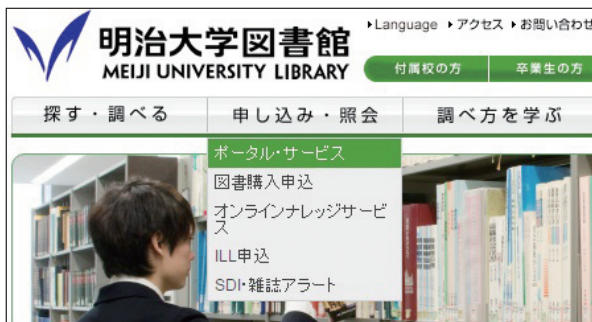 ▶Language ▶アクセス ▶お問い合わせ
明治大学図書館
MEIJI UNIVERSITY LIBRARY
付属校の方 卒業生の方
探す・調べる 申し込み・照会 調べ方を学ぶ
ポータル・サービス
図書購入申込
オンラインナレッジサービ
ス
ILL申込
SDI・雑誌アラート